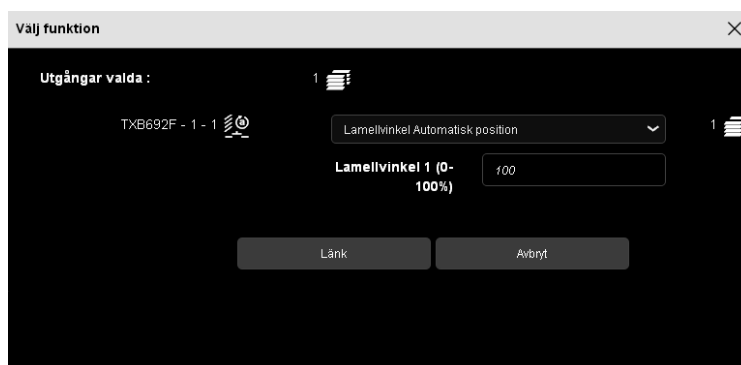 Välj funktion
Utgångar valda : 1
TXB692F - 1 - 1 Lamellvinkel Automatisk position 1
Lamellvinkel 1 (0-
100%)
100
Länk Avbryt